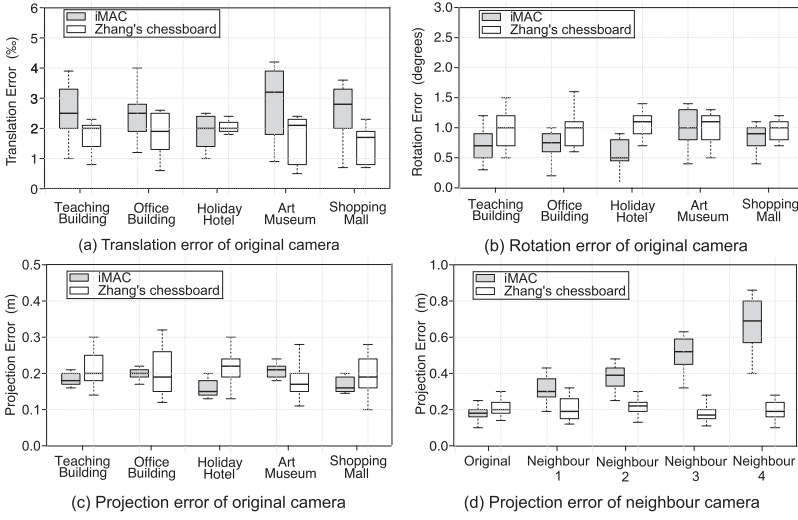 6
5
4
3
2
1
0
Translation Error (‰)
iMAC
Zhang's chessboard
Teaching Building
Office Building
Holiday Hotel
Art Museum
Shopping Mall
(a) Translation error of original camera
3.0
2.5
2.0
1.5
1.0
0.5
0.0
Rotation Error (degrees)
iMAC
Zhang's chessboard
Teaching Building
Office Building
Holiday Hotel
Art Museum
Shopping Mall
(b) Rotation error of original camera
0.5
0.4
0.3
0.2
0.1
0.0
Projection Error (m)
iMAC
Zhang's chessboard
Teaching Building
Office Building
Holiday Hotel
Art Museum
Shopping Mall
(c) Projection error of original camera
1.0
0.8
0.6
0.4
0.2
0.0
Projection Error (m)
iMAC
Zhang's chessboard
Original
Neighbour 1
Neighbour 2
Neighbour 3
Neighbour 4
(d) Projection error of neighbour camera